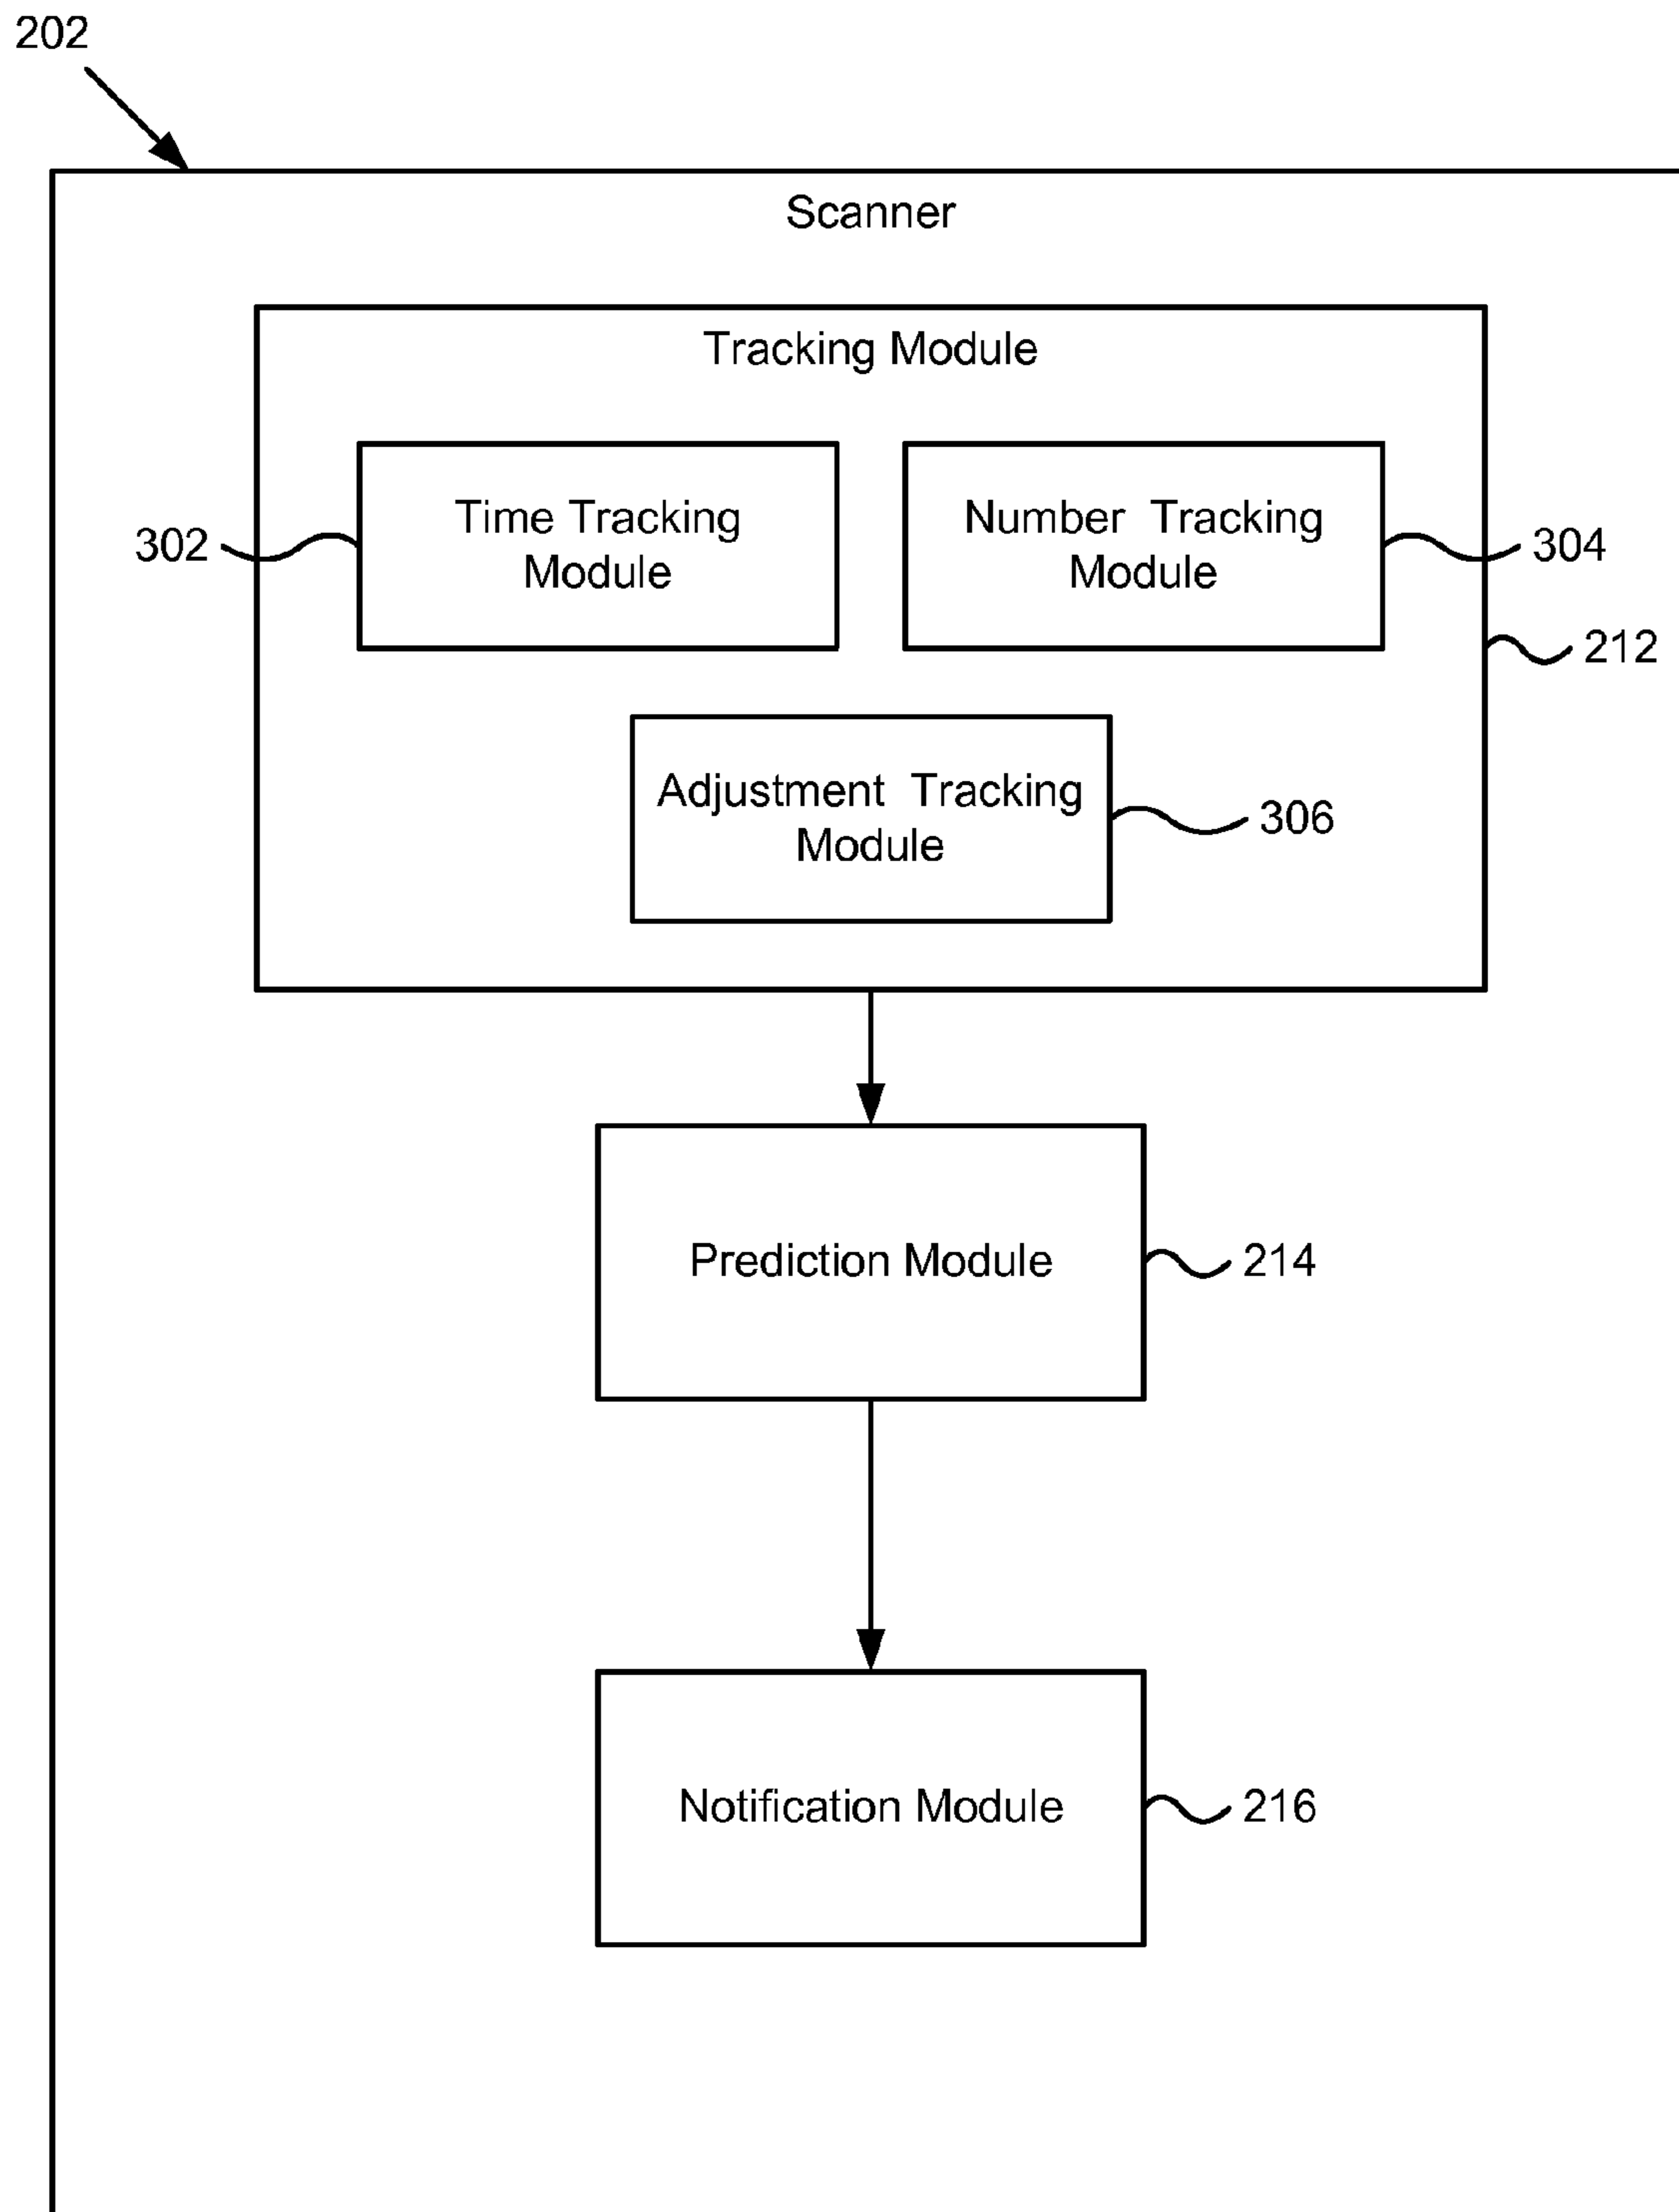 202
Scanner
Tracking Module
Time Tracking
Module
Number Tracking
Module
302
304
212
Adjustment Tracking
Module
306
Prediction Module
214
Notification Module
216